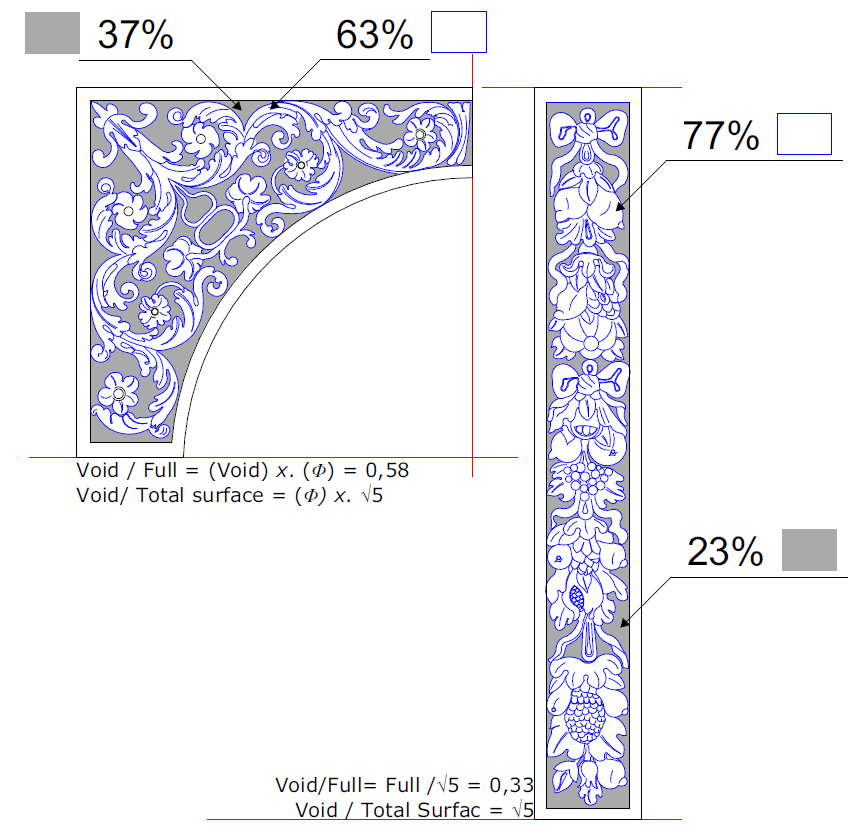 37%
63%
77%
Void / Full = (Void) x. (Φ) = 0,58
Void/ Total surface = (Φ) x. √5
23%
Void/Full= Full /√5 = 0,33
Void / Total Surfac = √5